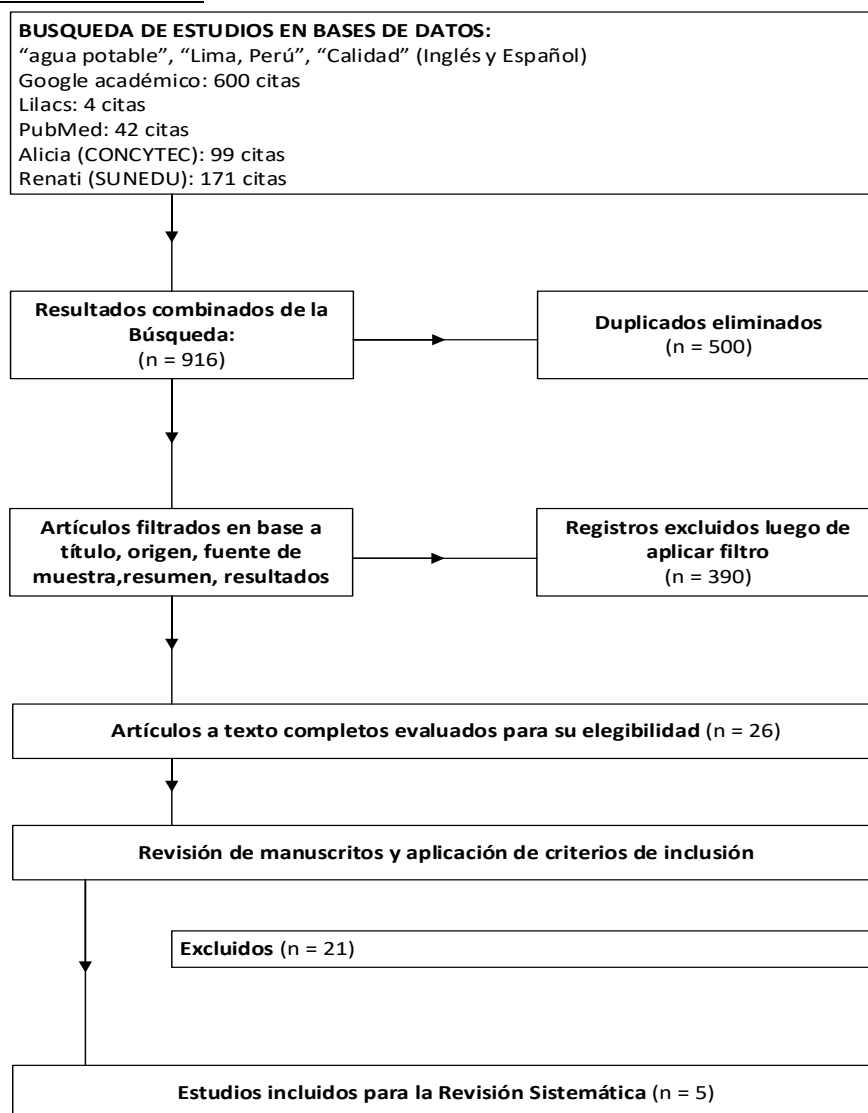 BUSQUEDA DE ESTUDIOS EN BASES DE DATOS:
“agua potable”, “Lima, Perú”, “Calidad” (Inglés y Español)
Google académico: 600 citas
Lilacs: 4 citas
PubMed: 42 citas
Alicia (CONCYTEC): 99 citas
Renati (SUNEDU): 171 citas
Resultados combinados de la
Búsqueda:
(n = 916)
Duplicados eliminados
(n = 500)
Artículos filtrados en base a
título, origen, fuente de
muestra,resumen, resultados
Registros excluidos luego de
aplicar filtro
(n = 390)
Artículos a texto completos evaluados para su elegibilidad (n = 26)
Revisión de manuscritos y aplicación de criterios de inclusión
Excluidos (n = 21)
Estudios incluidos para la Revisión Sistemática (n = 5)